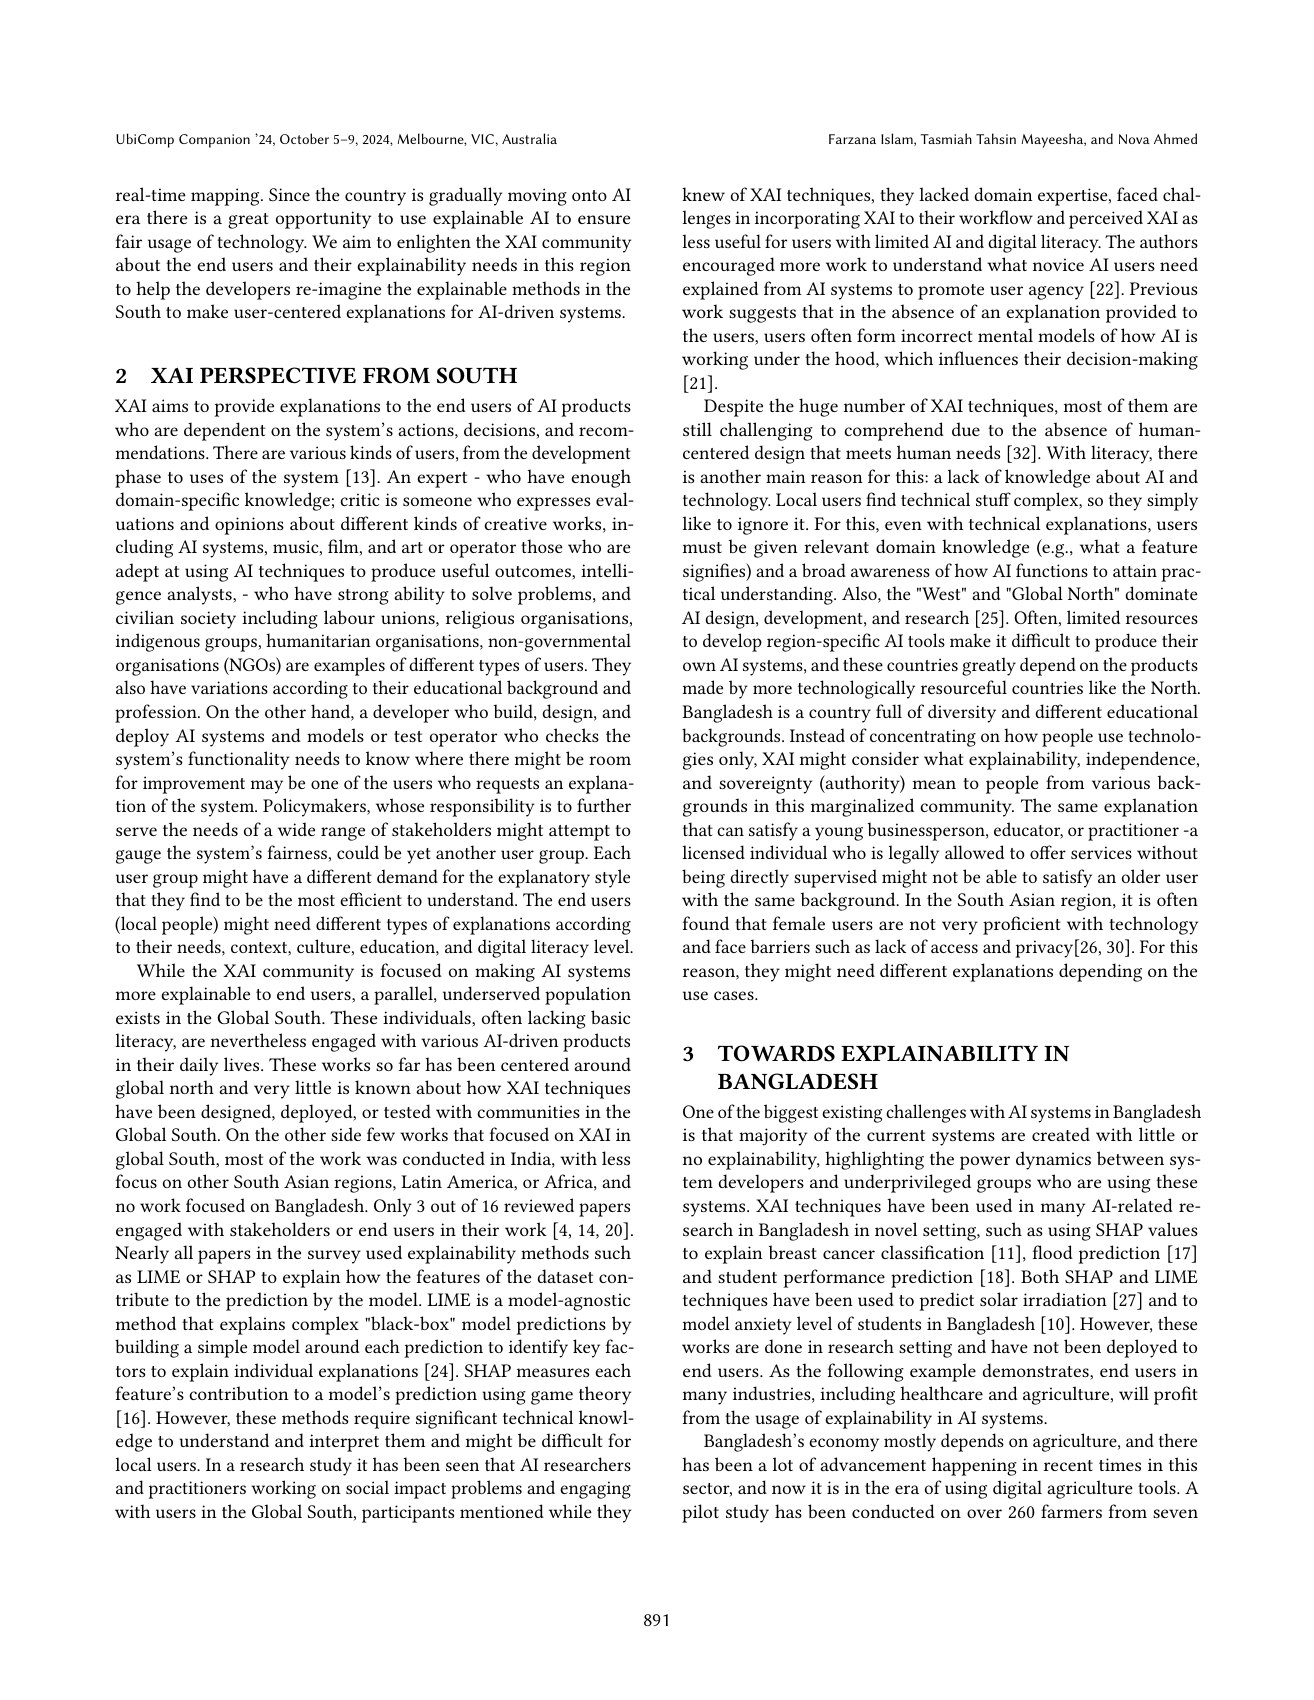 UbiComp Companion '24, October 5–9, 2024, Melbourne, VIC, Australia
Farzana Islam, Tasmiah Tahsin Mayeesha, and Nova Ahmed
real-time mapping. Since the country is gradually moving onto AI
era there is a great opportunity to use explainable AI to ensure
fair usage of technology. We aim to enlighten the XAI community
about the end users and their explainability needs in this region
to help the developers re-imagine the explainable methods in the
South to make user-centered explanations for AI-driven systems.
2 XAI PERSPECTIVE FROM SOUTH
XAI aims to provide explanations to the end users of AI products
who are dependent on the system's actions, decisions, and recom-
mendations. There are various kinds of users, from the development
phase to uses of the system [13]. An expert - who have enough
domain-specific knowledge; critic is someone who expresses eval-
uations and opinions about different kinds of creative works, in-
cluding AI systems, music, film, and art or operator those who are
adept at using AI techniques to produce useful outcomes, intelli-
gence analysts, - who have strong ability to solve problems, and
civilian society including labour unions, religious organisations,
indigenous groups, humanitarian organisations, non-governmental
organisations (NGOs) are examples of different types of users. They
also have variations according to their educational background and
profession. On the other hand, a developer who build, design, and
deploy AI systems and models or test operator who checks the
system's functionality needs to know where there might be room
for improvement may be one of the users who requests an explana-
tion of the system. Policymakers, whose responsibility is to further
serve the needs of a wide range of stakeholders might attempt to
gauge the system's fairness, could be yet another user group. Each
user group might have a different demand for the explanatory style
that they find to be the most efficient to understand. The end users
(local people) might need different types of explanations according
to their needs, context, culture, education, and digital literacy level.
While the XAI community is focused on making AI systems
more explainable to end users, a parallel, underserved population
exists in the Global South. These individuals, often lacking basic
literacy, are nevertheless engaged with various AI-driven products
in their daily lives. These works so far has been centered around
global north and very little is known about how XAI techniques
have been designed, deployed, or tested with communities in the
Global South. On the other side few works that focused on XAI in
global South, most of the work was conducted in India, with less
focus on other South Asian regions, Latin America, or Africa, and
no work focused on Bangladesh. Only 3 out of 16 reviewed papers
engaged with stakeholders or end users in their work [4, 14, 20].
Nearly all papers in the survey used explainability methods such
as LIME or SHAP to explain how the features of the dataset con-
tribute to the prediction by the model. LIME is a model-agnostic
method that explains complex "black-box" model predictions by
building a simple model around each prediction to identify key fac-
tors to explain individual explanations [24]. SHAP measures each
feature's contribution to a model's prediction using game theory
[16]. However, these methods require significant technical knowl-
edge to understand and interpret them and might be difficult for
local users. In a research study it has been seen that AI researchers
and practitioners working on social impact problems and engaging
with users in the Global South, participants mentioned while they
knew of XAI techniques, they lacked domain expertise, faced chal-
lenges in incorporating XAI to their workflow and perceived XAI as
less useful for users with limited AI and digital literacy. The authors
encouraged more work to understand what novice AI users need
explained from AI systems to promote user agency [22]. Previous
work suggests that in the absence of an explanation provided to
the users, users often form incorrect mental models of how AI is
working under the hood, which influences their decision-making
[21].
Despite the huge number of XAI techniques, most of them are
still challenging to comprehend due to the absence of human-
centered design that meets human needs [32]. With literacy, there
is another main reason for this: a lack of knowledge about AI and
technology. Local users find technical stuff complex, so they simply
like to ignore it. For this, even with technical explanations, users
must be given relevant domain knowledge (e.g., what a feature
signifies) and a broad awareness of how AI functions to attain prac-
tical understanding. Also, the "West" and "Global North" dominate
AI design, development, and research [25]. Often, limited resources
to develop region-specific AI tools make it difficult to produce their
own AI systems, and these countries greatly depend on the products
made by more technologically resourceful countries like the North.
Bangladesh is a country full of diversity and different educational
backgrounds. Instead of concentrating on how people use technolo-
gies only, XAI might consider what explainability, independence,
and sovereignty (authority) mean to people from various back-
grounds in this marginalized community. The same explanation
that can satisfy a young businessperson, educator, or practitioner -a
licensed individual who is legally allowed to offer services without
being directly supervised might not be able to satisfy an older user
with the same background. In the South Asian region, it is often
found that female users are not very proficient with technology
and face barriers such as lack of access and privacy[26, 30]. For this
reason, they might need different explanations depending on the
use cases.
3 TOWARDS EXPLAINABILITY IN
BANGLADESH
One of the biggest existing challenges with AI systems in Bangladesh
is that majority of the current systems are created with little or
no explainability, highlighting the power dynamics between sys-
tem developers and underprivileged groups who are using these
systems. XAI techniques have been used in many AI-related re-
search in Bangladesh in novel setting, such as using SHAP values
to explain breast cancer classification [11], flood prediction [17]
and student performance prediction [18]. Both SHAP and LIME
techniques have been used to predict solar irradiation [27] and to
model anxiety level of students in Bangladesh [10]. However, these
works are done in research setting and have not been deployed to
end users. As the following example demonstrates, end users in
many industries, including healthcare and agriculture, will profit
from the usage of explainability in AI systems.
Bangladesh's economy mostly depends on agriculture, and there
has been a lot of advancement happening in recent times in this
sector, and now it is in the era of using digital agriculture tools. A
pilot study has been conducted on over 260 farmers from seven
891